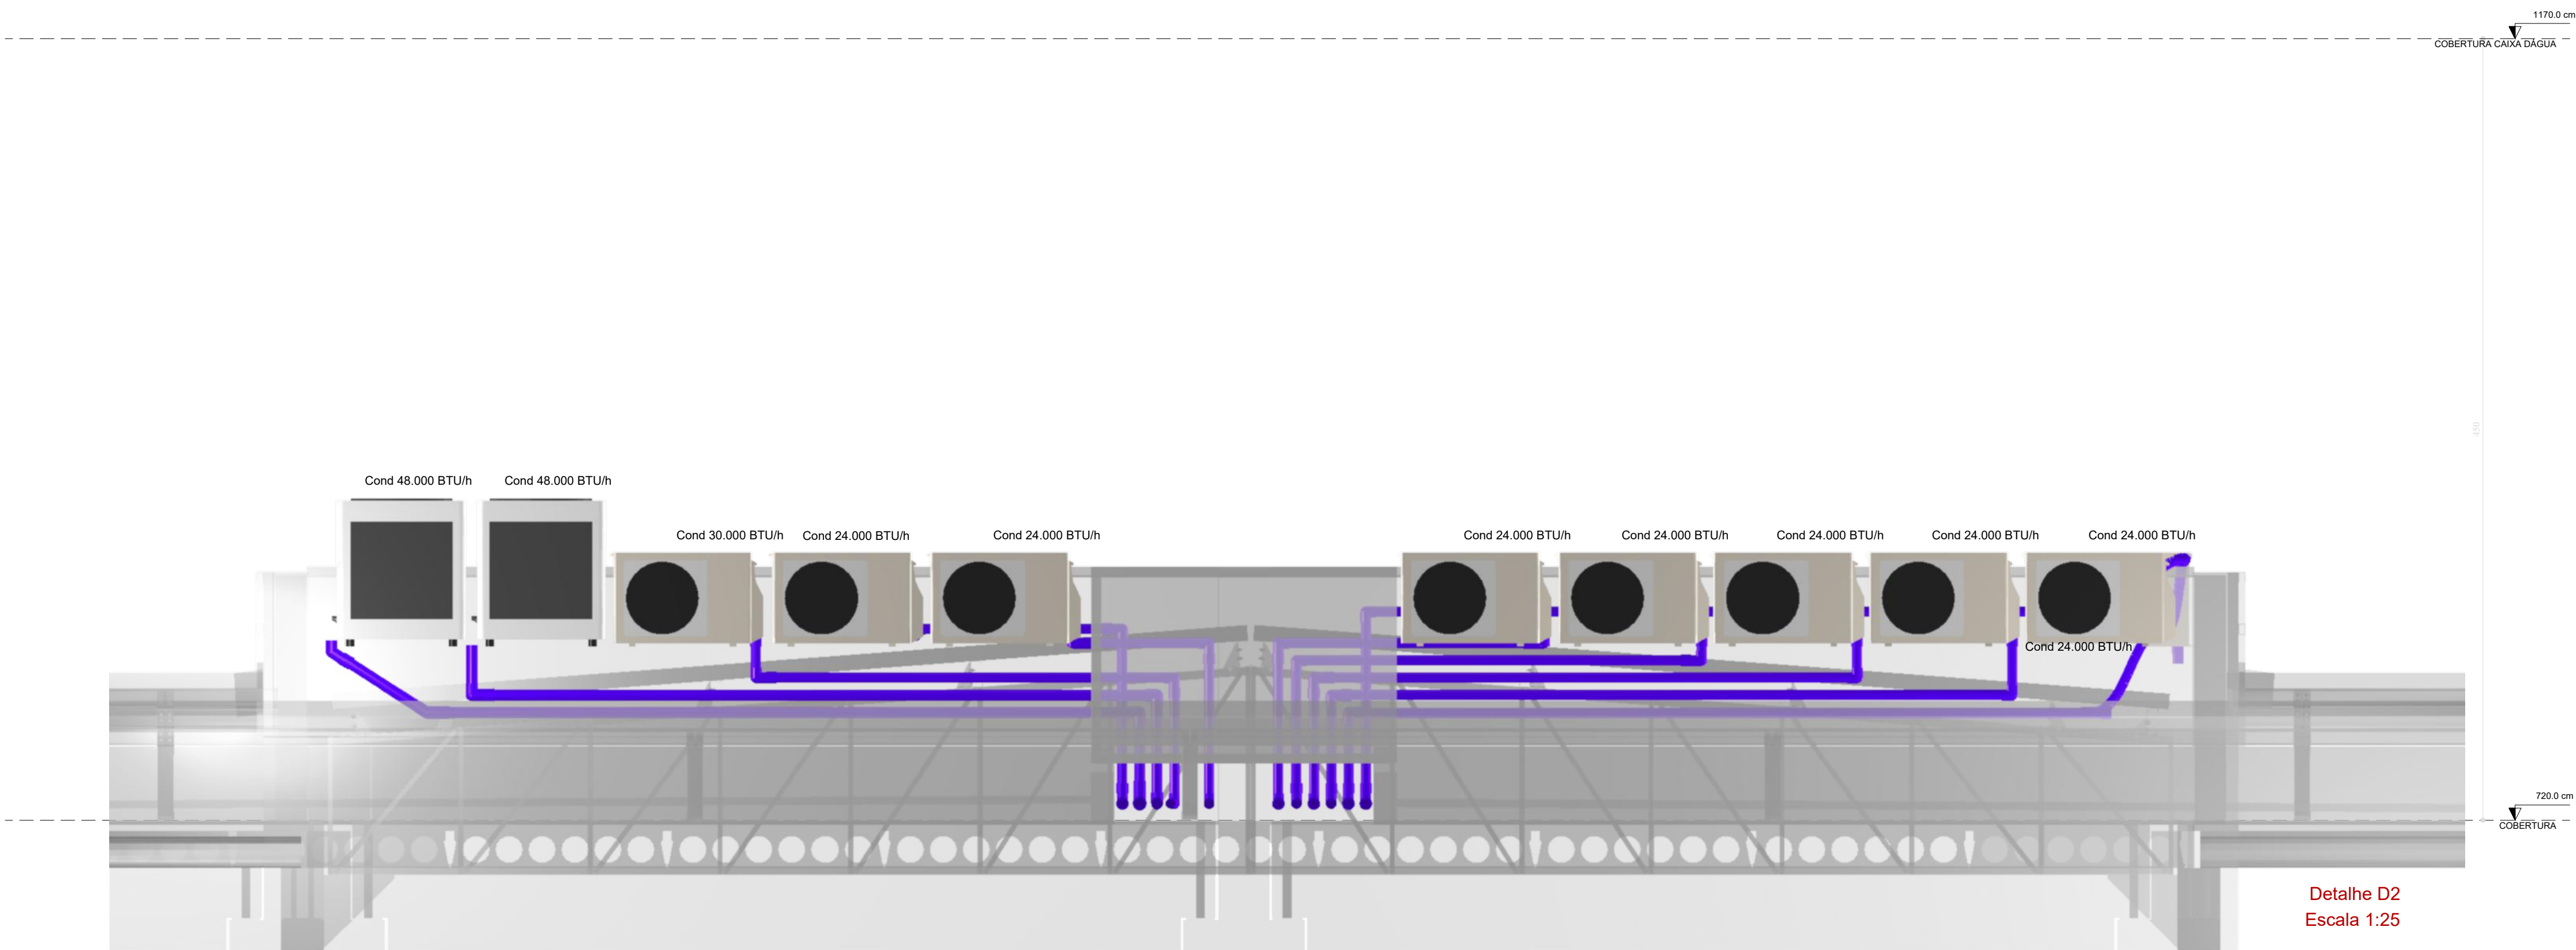 1170.0 cm
COBERTURA CAIXA DÁGUA
450
Cond 48.000 BTU/h
Cond 48.000 BTU/h
Cond 30.000 BTU/h
Cond 24.000 BTU/h
Cond 24.000 BTU/h
Cond 24.000 BTU/h
Cond 24.000 BTU/h
Cond 24.000 BTU/h
Cond 24.000 BTU/h
Cond 24.000 BTU/h
Cond 24.000 BTU/h
720.0 cm
COBERTURA
Detalhe D2
Escala 1:25